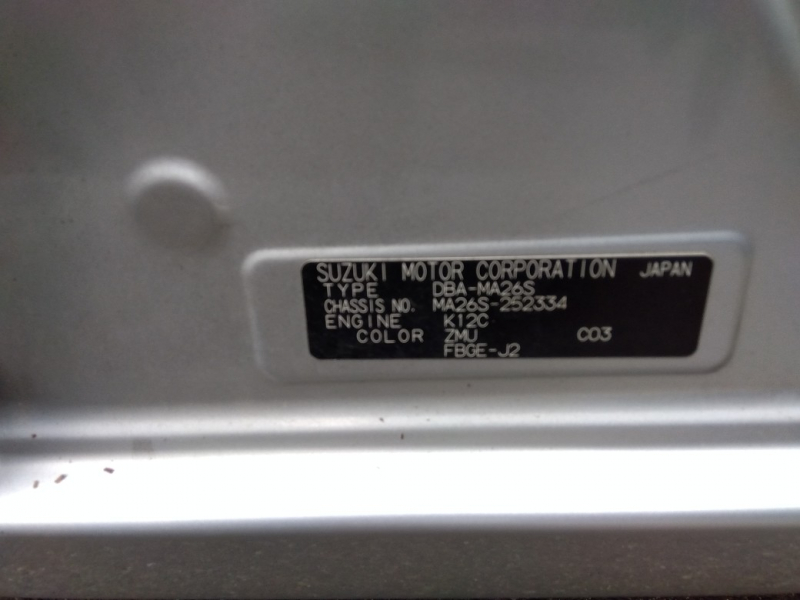 SUZUKI MOTOR CORPORATION JAPAN
TYPE DBA-MA26S
CHASSIS NO. MA26S-252334
ENGINE K12C
COLOR ZMU C03
FBGE-J2